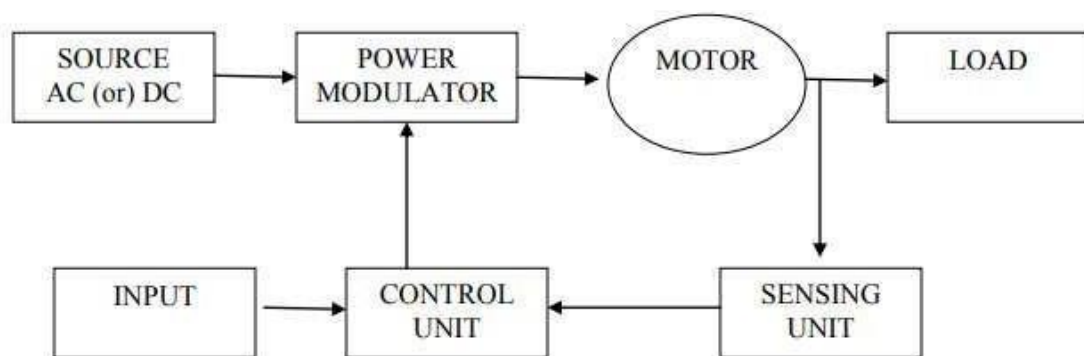 SOURCE
AC (or) DC
POWER
MODULATOR
MOTOR
LOAD
INPUT
CONTROL
UNIT
SENSING
UNIT